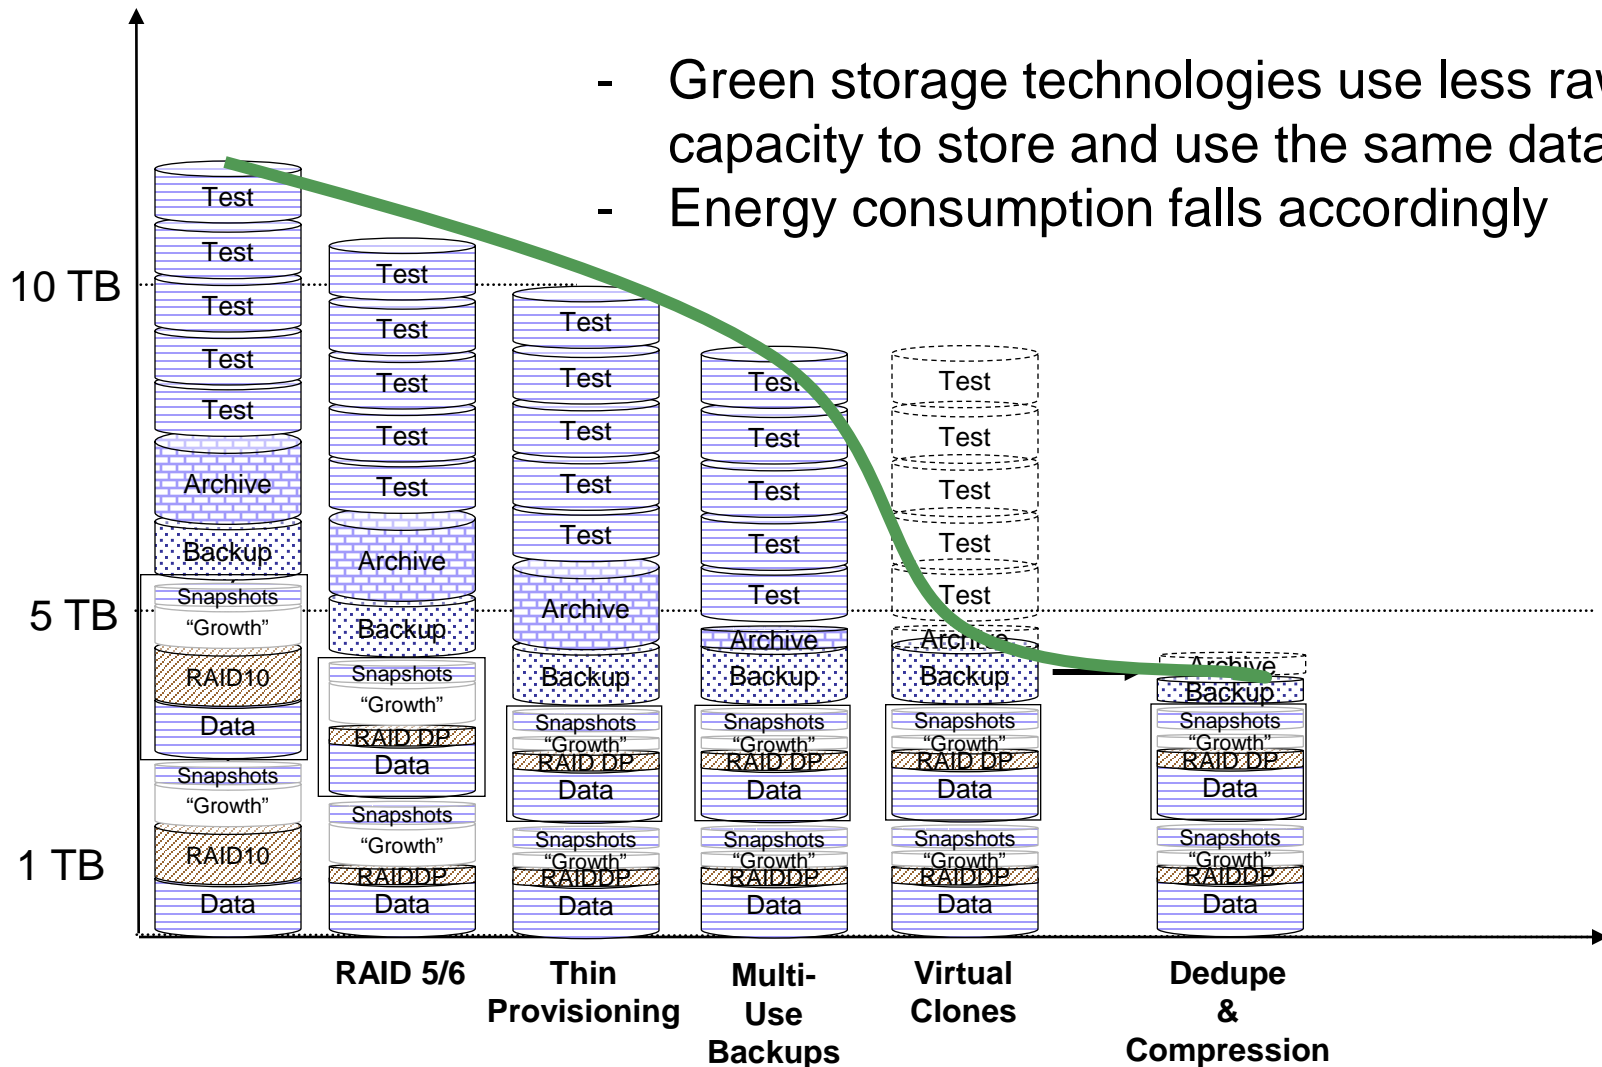 - Green storage technologies use less raw
capacity to store and use the same data
- Energy consumption falls accordingly
10 TB
5 TB
1 TB
Test
Test
Test
Test
Test
Archive
Backup
Snapshots
“Growth”
RAID10
Data
Snapshots
“Growth”
RAID10
Data
Test
Test
Test
Test
Test
Archive
Backup
Snapshots
“Growth”
RAID DP
Data
Snapshots
“Growth”
RAIDDP
Data
Test
Test
Test
Test
Test
Archive
Backup
Snapshots
“Growth”
RAID DP
Data
Snapshots
“Growth”
RAIDDP
Data
Test
Test
Test
Test
Test
Archive
Backup
Snapshots
“Growth”
RAID DP
Data
Snapshots
“Growth”
RAIDDP
Data
Test
Test
Test
Test
Test
Archive
Backup
Snapshots
“Growth”
RAID DP
Data
Snapshots
“Growth”
RAIDDP
Data
Archive
Backup
Snapshots
“Growth”
RAID DP
Data
Snapshots
“Growth”
RAIDDP
Data
RAID 5/6
Thin
Provisioning
Multi-
Use
Backups
Virtual
Clones
Dedupe
&
Compression